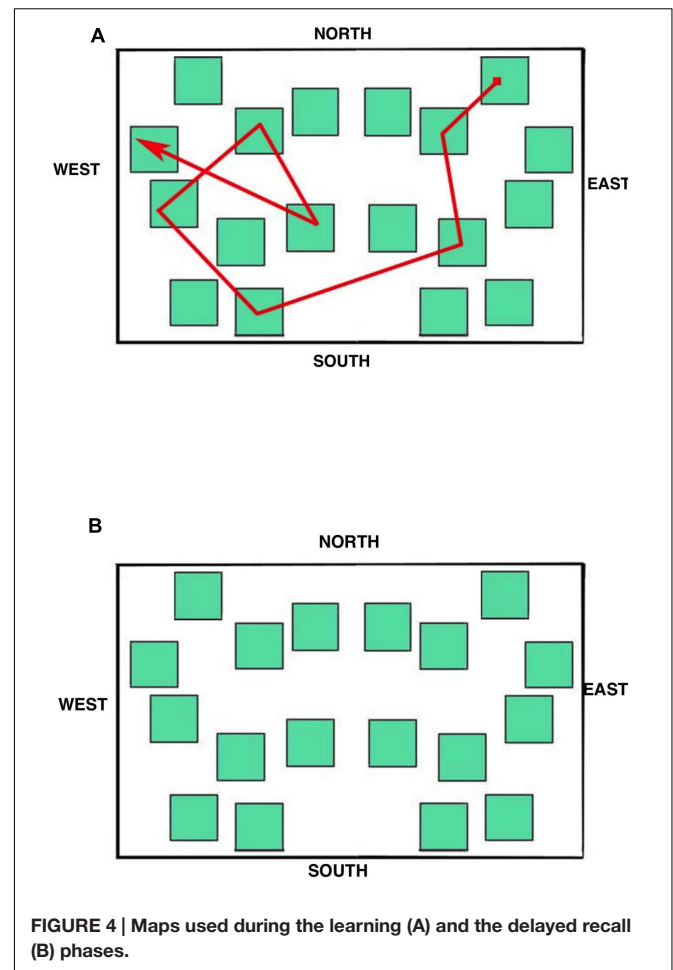 A
NORTH
WEST
EAST
SOUTH
B
NORTH
WEST
EAST
SOUTH
FIGURE 4 | Maps used during the learning (A) and the delayed recall
(B) phases.